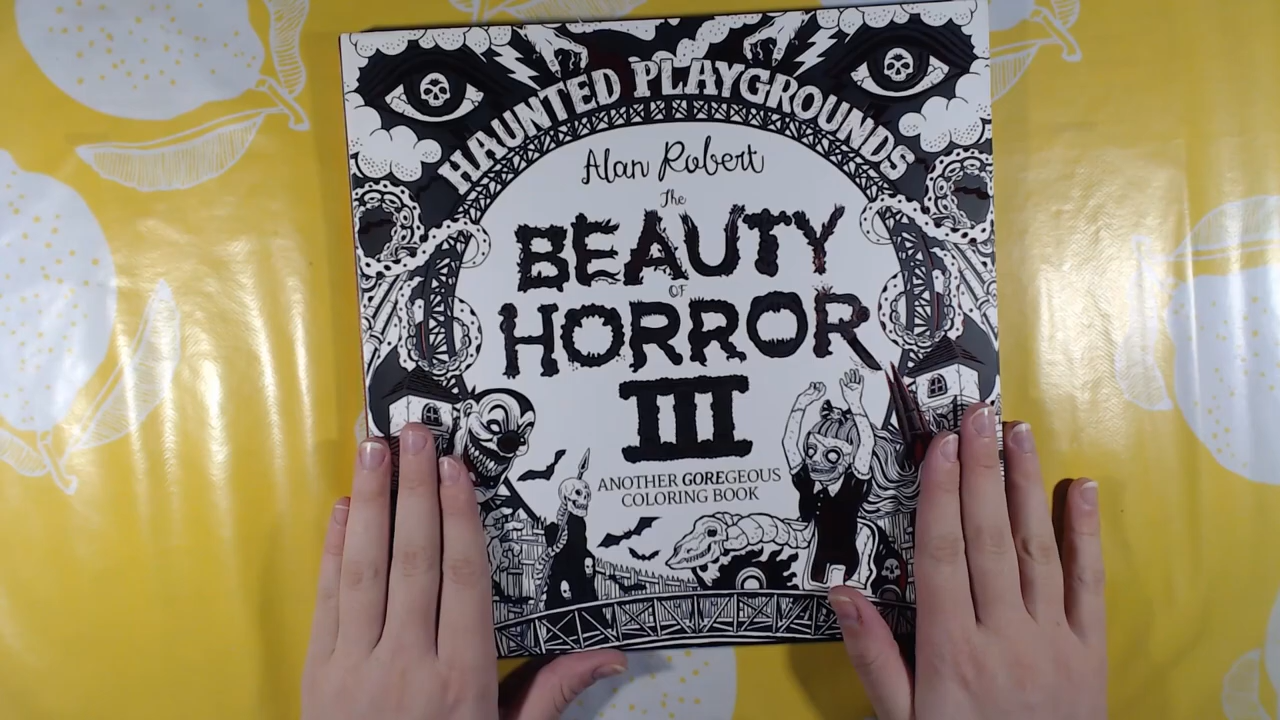 HAUNTED PLAYGROUNDS
Alan Robert
The
BEAUTY
OF
HORROR
III
ANOTHER GOREGEOUS
COLORING BOOK